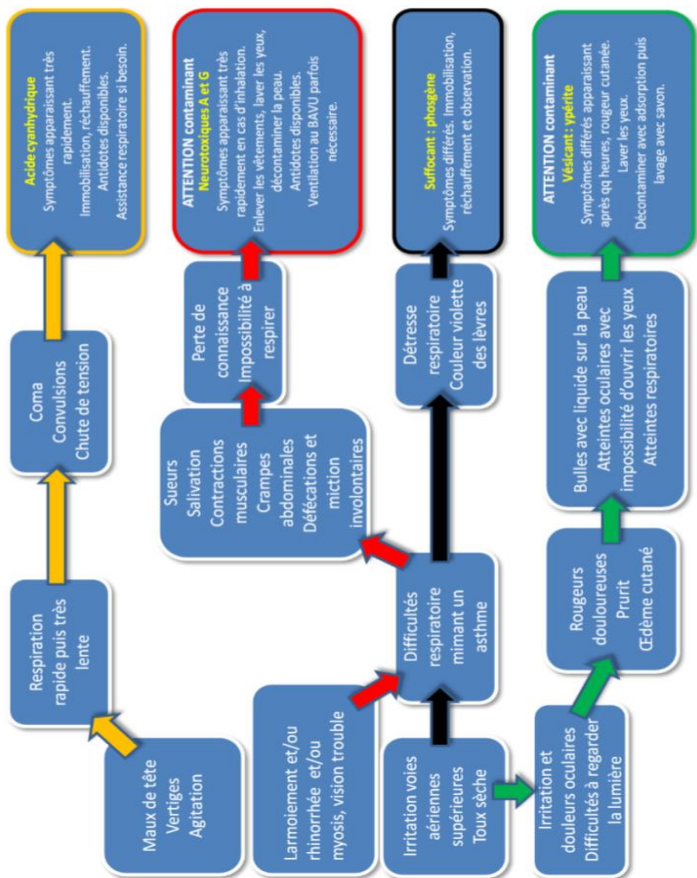 Maux de tête
Vertiges
Agitation
Respiration
rapide puis très
lente
Coma
Convulsions
Chute de tension
Acide cyanhydrique
Symptômes apparaissant très
rapidement.
Immobilisation, réchauffement.
Antidotes disponibles.
Assistance respiratoire si besoin.
Larmoiement et/ou
rhinorrhée et/ou
myosis, vision trouble
Difficultés
respiratoire
mimant un
asthme
Sueurs
Salivation
Contractions
musculaires
Crampes
abdominales
Défécations et
miction
involontaires
Perte de
connaissance
Impossibilité à
respirer
ATTENTION contaminant
Neurotoxiques A et G
Symptômes apparaissant très
rapidement en cas d'inhalation.
Enlever les vêtements, laver les yeux,
décontaminer la peau.
Antidotes disponibles.
Ventilation au BAVU parfois
nécessaire.
Irritation voies
aériennes
supérieures
Toux sèche
Détresse
respiratoire
Couleur violette
des lèvres
Suffocant : phosgène
Symptômes différés. Immobilisation,
réchauffement et observation.
Irritation et
douleurs oculaires
Difficultés à regarder
la lumière
Rougeurs
douloureuses
Prurit
Œdème cutané
Bulles avec liquide sur la peau
Atteintes oculaires avec
impossibilité d'ouvrir les yeux
Atteintes respiratoires
ATTENTION contaminant
Vésicant : ypérite
Symptômes différés apparaissant
après qq heures, rougeur cutanée.
Laver les yeux.
Décontaminer avec adsorption puis
lavage avec savon.